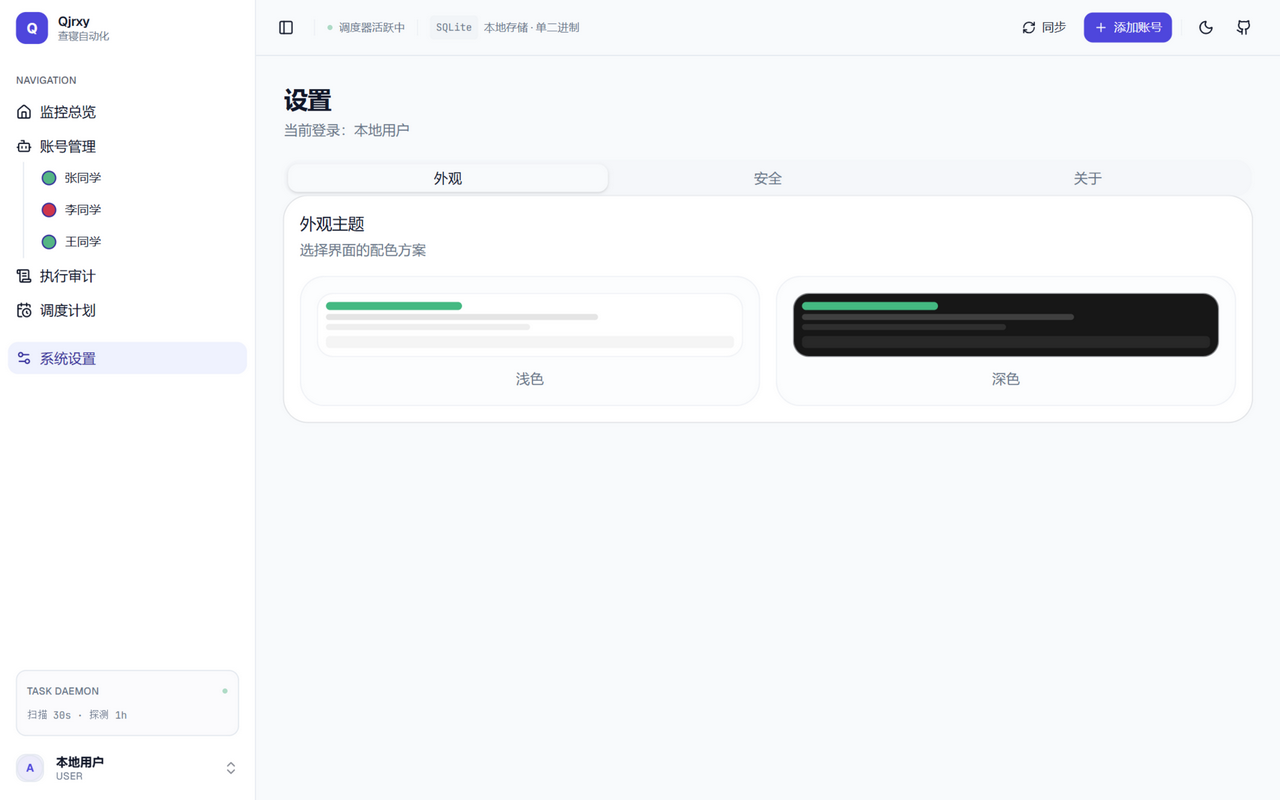 Q
Qjrxy
查寝自动化
NAVIGATION
监控总览
账号管理
张同学
李同学
王同学
执行审计
调度计划
系统设置
TASK DAEMON
扫描 30s · 探测 1h
A
本地用户
USER
调度器活跃中
SQLite 本地存储·单二进制
同步
添加账号
设置
当前登录：本地用户
外观 安全 关于
外观主题
选择界面的配色方案
浅色 深色